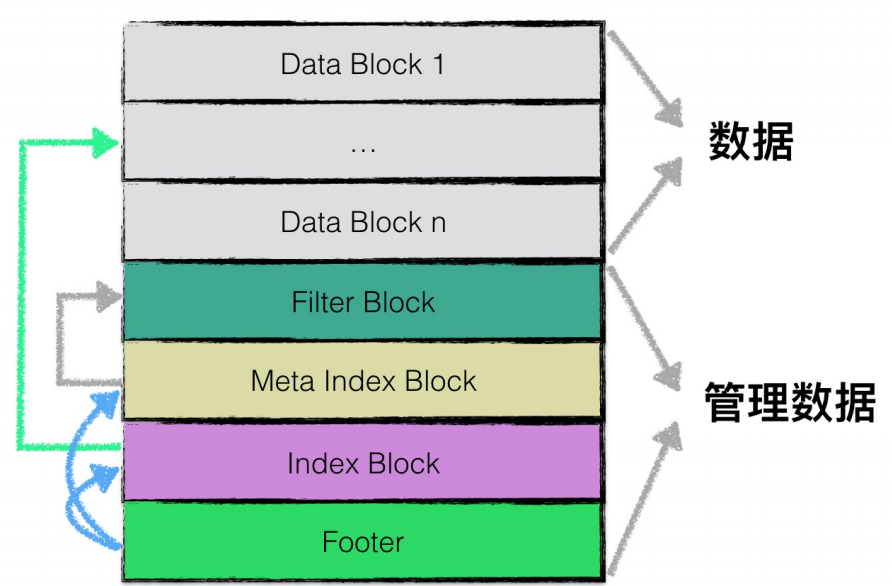 Data Block 1
...
数据
Data Block n
Filter Block
Meta Index Block
管理数据
Index Block
Footer